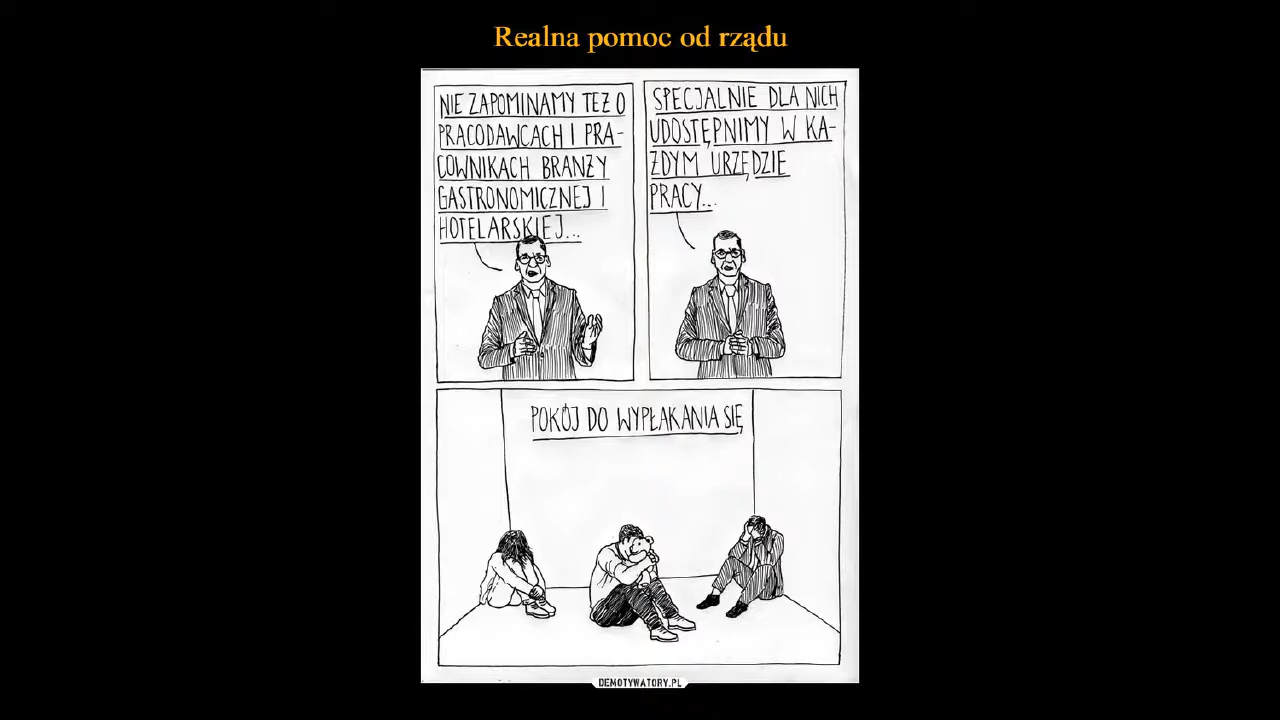 Realna pomoc od rządu
NIE ZAPOMINAMY TEŻ O
PRACODAWCACH I PRA-
COWNIKACH BRANŻY
GASTRONOMICZNEJ I
HOTELARSKIEJ...
SPECJALNIE DLA NICH
UDOSTĘPNIMY W KA-
ŻDYM URZĘDZIE
PRACY...
POKÓJ DO WYPŁAKANIA SIĘ
DEMOTYWATORY.PL